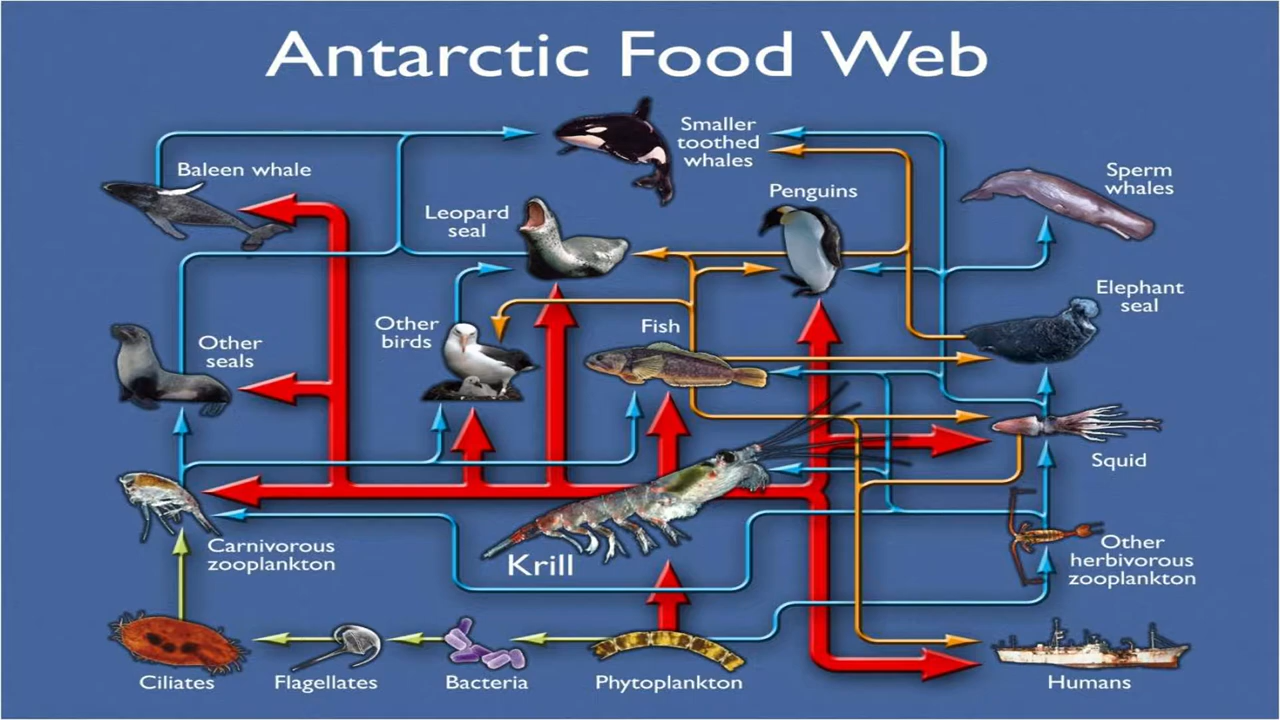 Antarctic Food Web
Smaller
toothed
whales
Baleen whale
Sperm
whales
Penguins
Leopard
seal
Elephant
seal
Other
birds
Fish
Other
seals
Squid
Carnivorous
zooplankton
Krill
Other
herbivorous
zooplankton
Ciliates
Flagellates
Bacteria
Phytoplankton
Humans